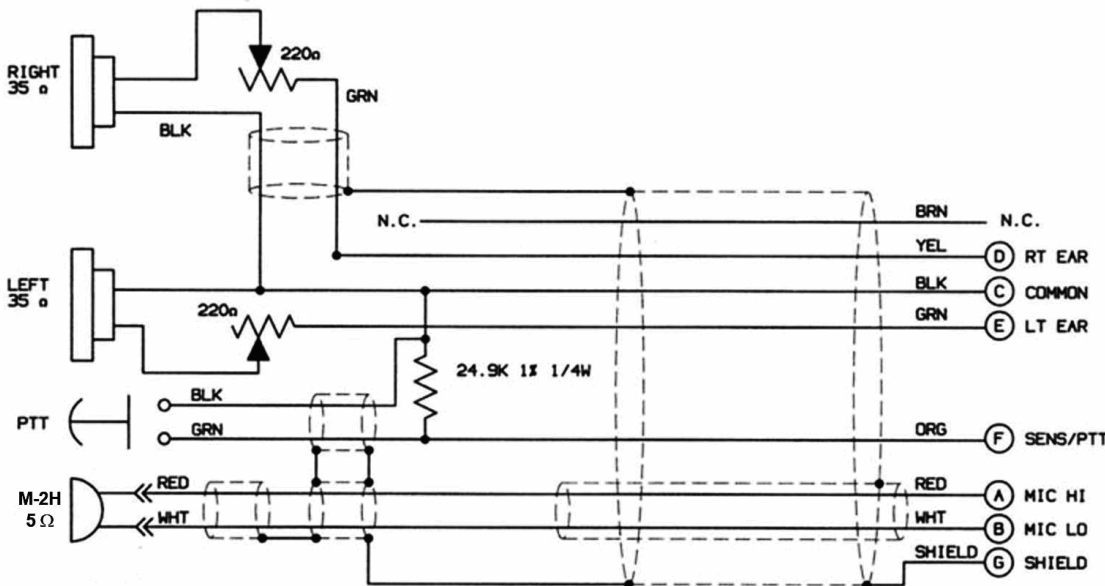 RIGHT
35 Ω
220Ω
GRN
BLK
N.C.
BRN
N.C.
YEL
D RT EAR
LEFT
35 Ω
BLK
C COMMON
220Ω
GRN
E LT EAR
24.9K 1% 1/4W
BLK
PTT
GRN
ORG
F SENS/PTT
M-2H
5 Ω
RED
RED
A MIC HI
WHT
WHT
B MIC LO
SHIELD
G SHIELD